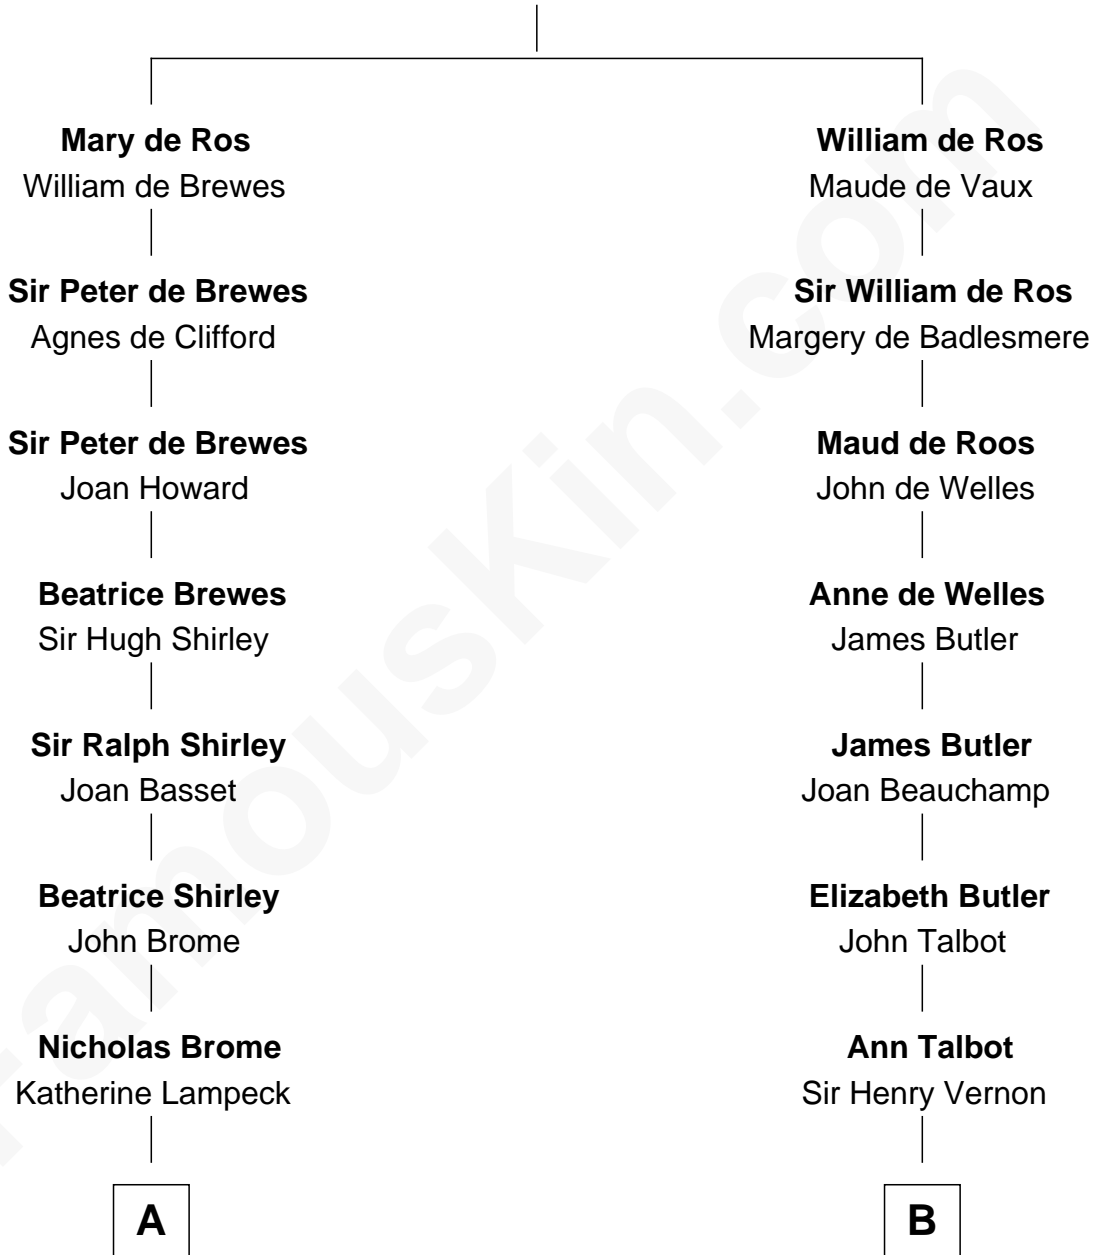 Mary de Ros
William de Brewes
William de Ros
Maude de Vaux
Sir Peter de Brewes
Agnes de Clifford
Sir William de Ros
Margery de Badlesmere
Sir Peter de Brewes
Joan Howard
Maud de Roos
John de Welles
Beatrice Brewes
Sir Hugh Shirley
Anne de Welles
James Butler
Sir Ralph Shirley
Joan Basset
James Butler
Joan Beauchamp
Beatrice Shirley
John Brome
Elizabeth Butler
John Talbot
Nicholas Brome
Katherine Lampeck
Ann Talbot
Sir Henry Vernon
A
B
FamousKin.com